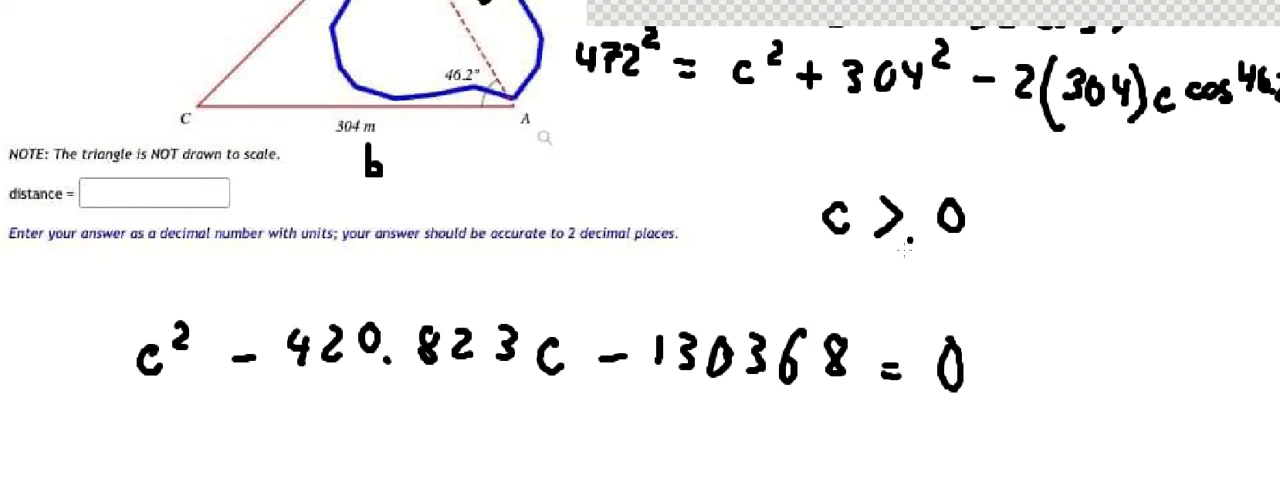 472² = c² + 304² - 2(304)c cos 46.2
46.2°
C
A
304 m
b
NOTE: The triangle is NOT drawn to scale.
distance =
c > 0
Enter your answer as a decimal number with units; your answer should be accurate to 2 decimal places.
c² - 420.823c - 130368 = 0